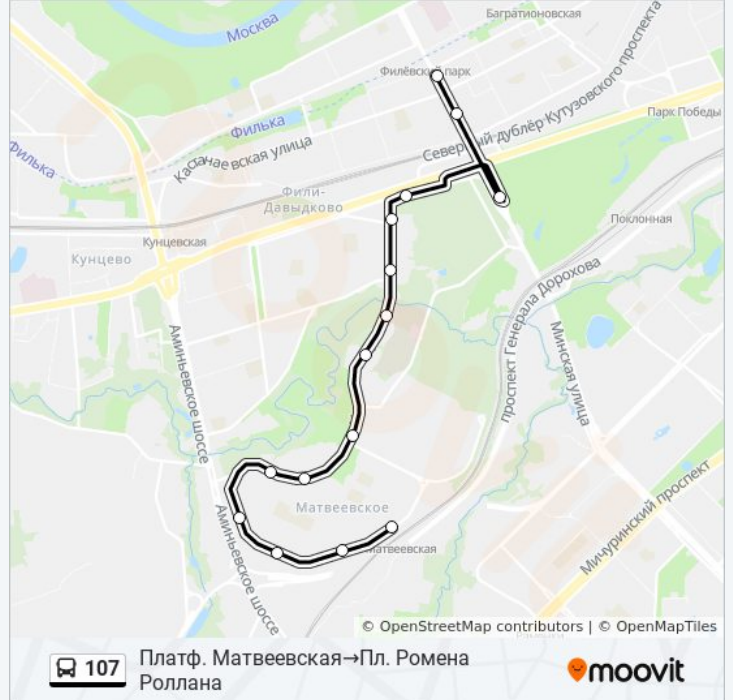 Багратионовская
Москва
Филёвский парк
Парк Победы
Северный дублёр Кутузовского проспекта
Филька
Филька
Кастанаевская улица
Фили-
Давыдково
Поклонная
Кунцевская
Кунцево
проспект Генерала Дорохова
Минская улица
Аминьевское шоссе
Мичуринский проспект
Матвеевское
Аминьевское шоссе
Матвеевская
© OpenStreetMap contributors | © OpenMapTiles
107
Платф. Матвеевская→Пл. Ромена
Роллана
moovit